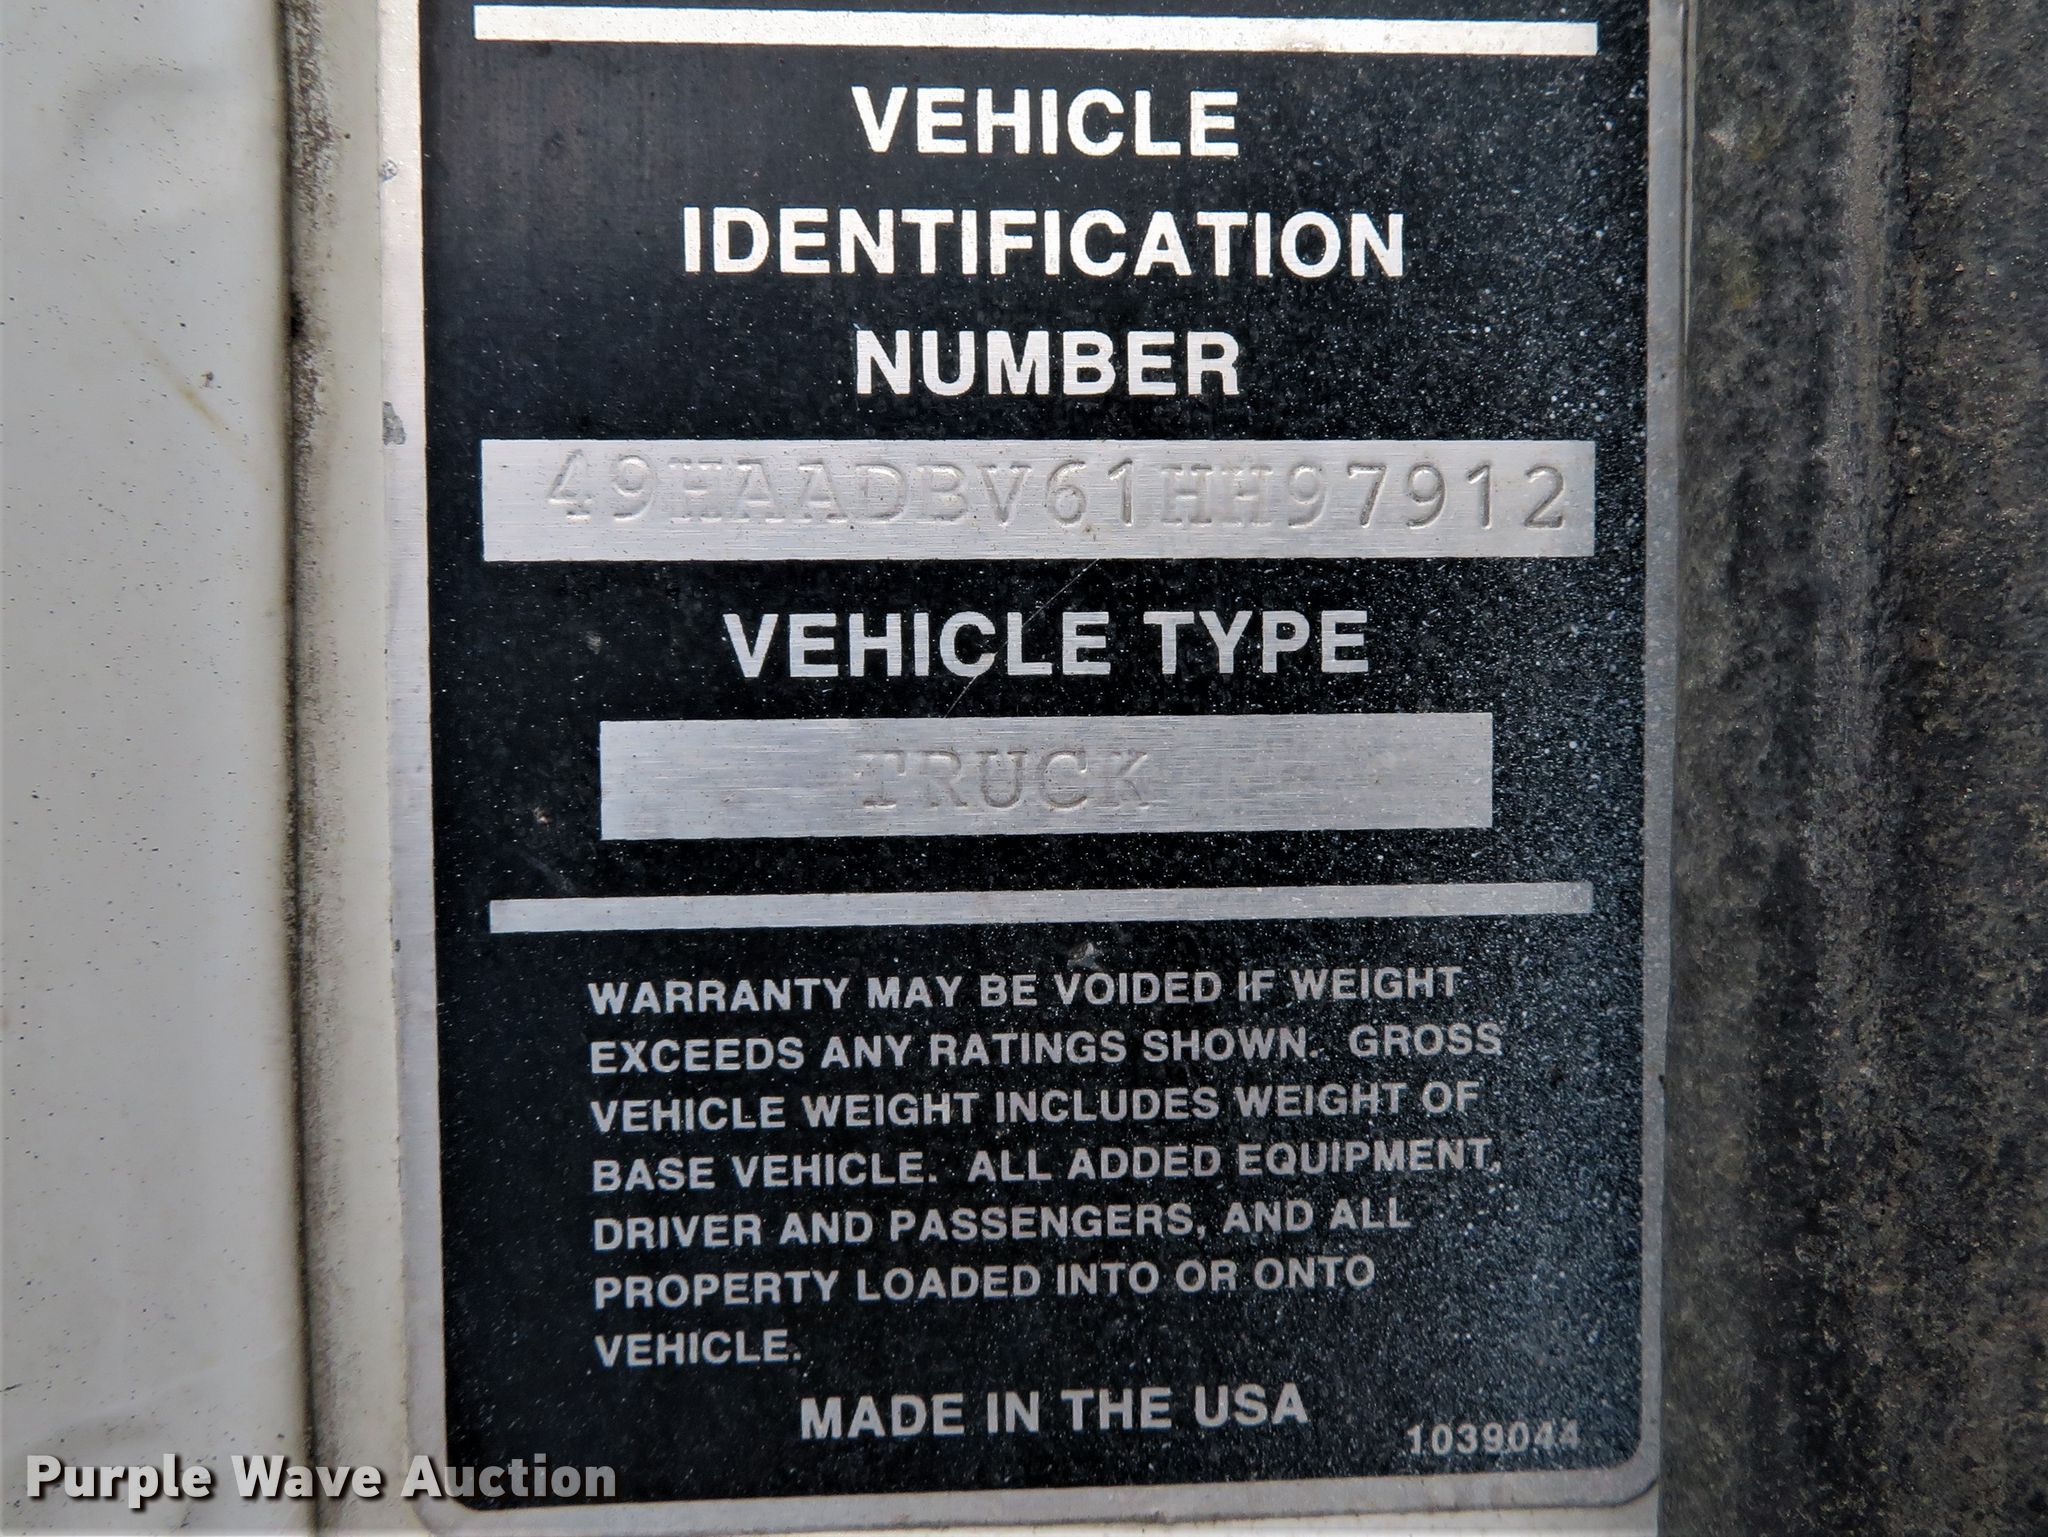 VEHICLE
IDENTIFICATION
NUMBER
49HAADBV61HH97912
VEHICLE TYPE
TRUCK
WARRANTY MAY BE VOIDED IF WEIGHT
EXCEEDS ANY RATINGS SHOWN. GROSS
VEHICLE WEIGHT INCLUDES WEIGHT OF
BASE VEHICLE. ALL ADDED EQUIPMENT,
DRIVER AND PASSENGERS, AND ALL
PROPERTY LOADED INTO OR ONTO
VEHICLE.
MADE IN THE USA
1039044
Purple Wave Auction